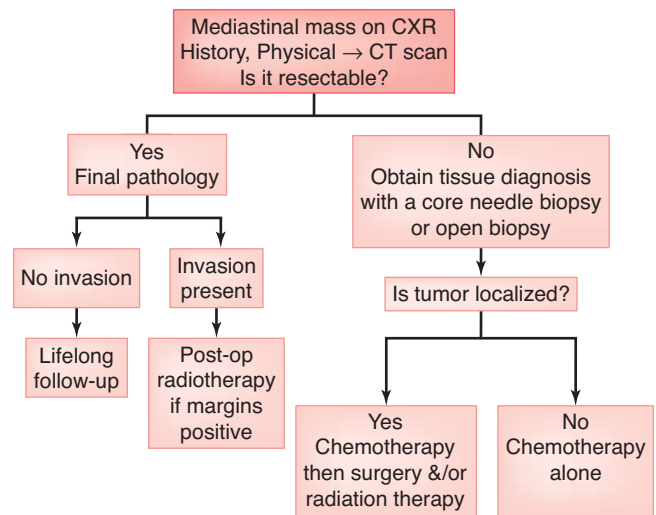 Mediastinal mass on CXR
History, Physical → CT scan
Is it resectable?
Yes
Final pathology
No
Obtain tissue diagnosis
with a core needle biopsy
or open biopsy
No invasion
Invasion
present
Is tumor localized?
Lifelong
follow-up
Post-op
radiotherapy
if margins
positive
Yes
Chemotherapy
then surgery &/or
radiation therapy
No
Chemotherapy
alone